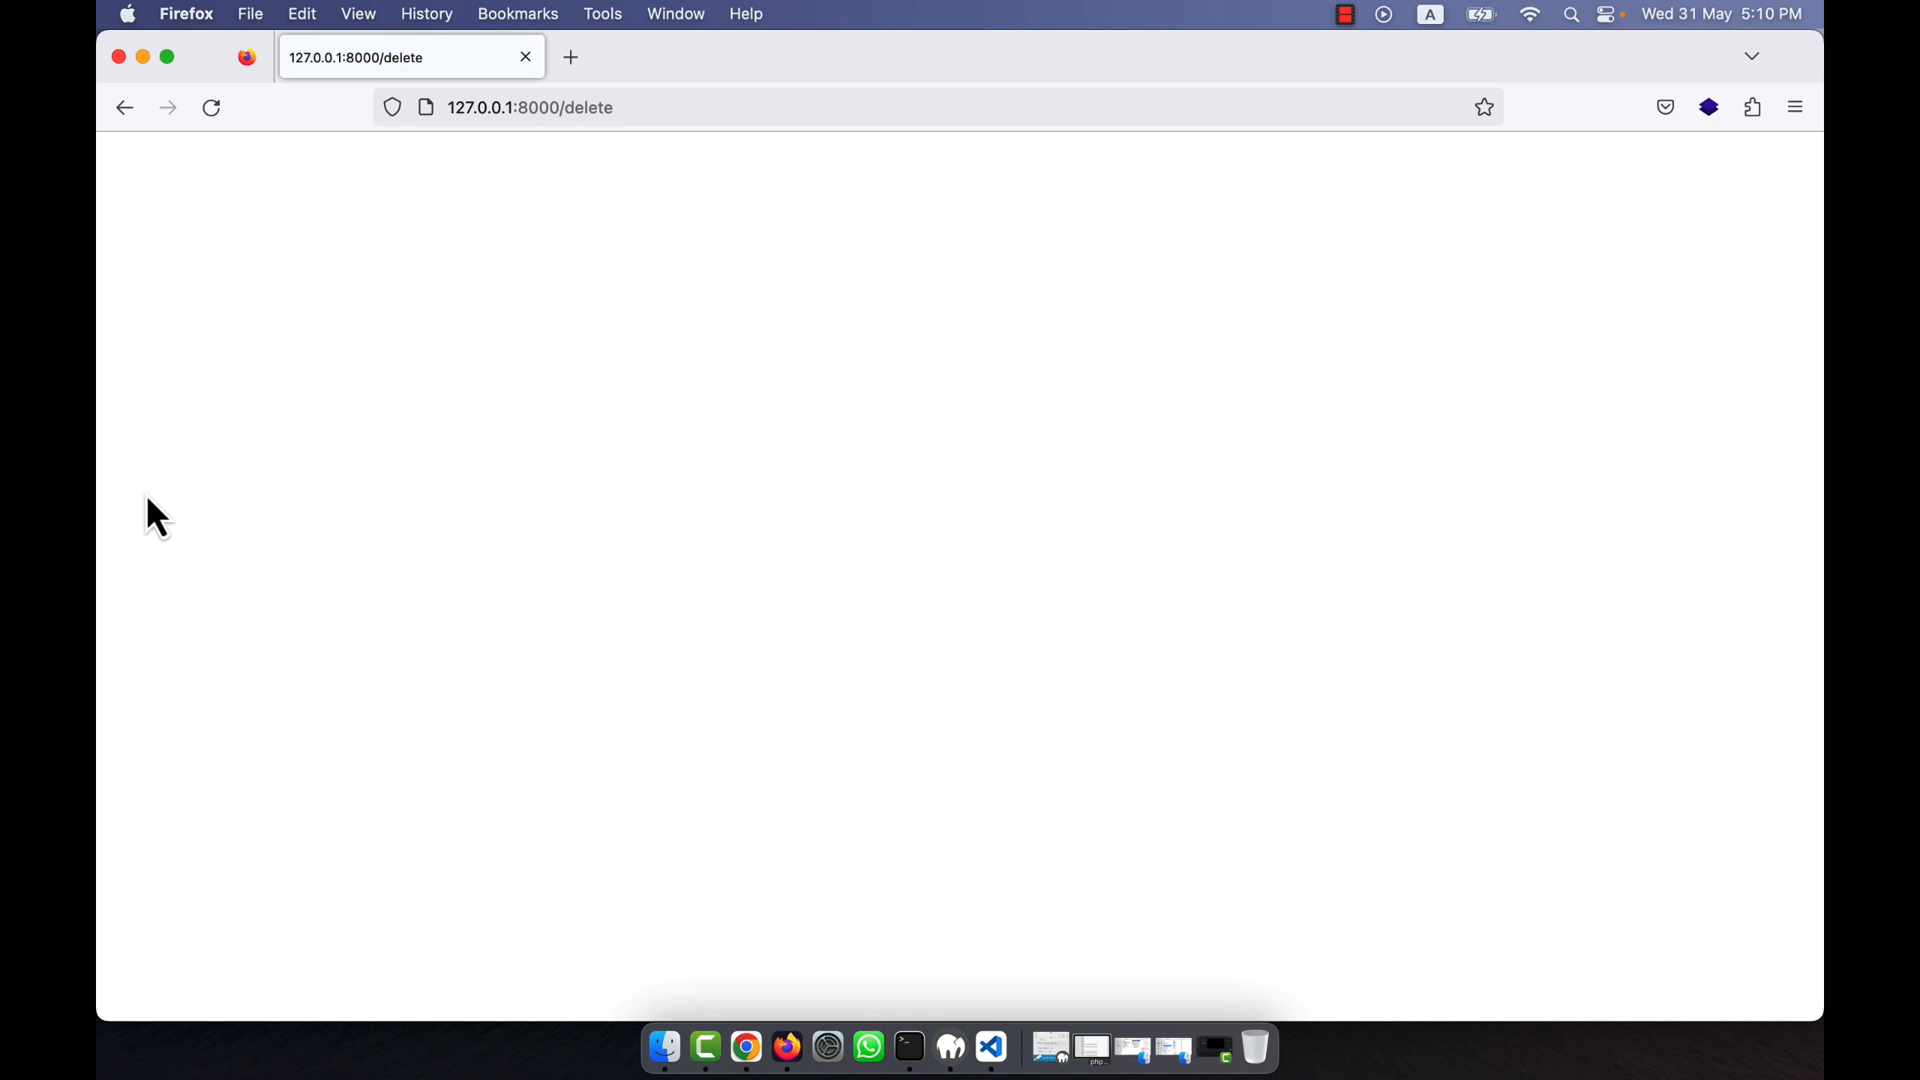 Firefox File Edit View History Bookmarks Tools Window Help A Wed 31 May 5:10 PM
127.0.0.1:8000/delete
127.0.0.1:8000/delete
php...